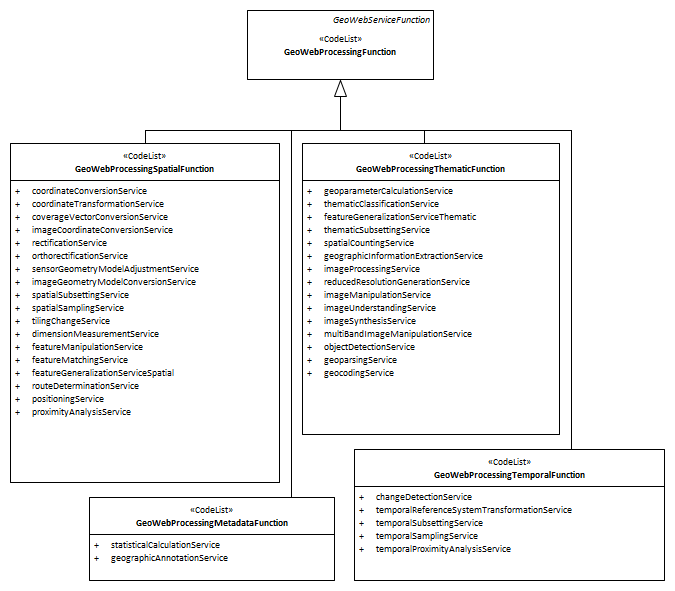 GeoWebServiceFunction
«CodeList»
GeoWebProcessingFunction
«CodeList»
GeoWebProcessingSpatialFunction
+ coordinateConversionService
+ coordinateTransformationService
+ coverageVectorConversionService
+ imageCoordinateConversionService
+ rectificationService
+ orthorectificationService
+ sensorGeometryModelAdjustmentService
+ imageGeometryModelConversionService
+ spatialSubsettingService
+ spatialSamplingService
+ tilingChangeService
+ dimensionMeasurementService
+ featureManipulationService
+ featureMatchingService
+ featureGeneralizationServiceSpatial
+ routeDeterminationService
+ positioningService
+ proximityAnalysisService
«CodeList»
GeoWebProcessingThematicFunction
+ geoparameterCalculationService
+ thematicClassificationService
+ featureGeneralizationServiceThematic
+ thematicSubsettingService
+ spatialCountingService
+ geographicInformationExtractionService
+ imageProcessingService
+ reducedResolutionGenerationService
+ imageManipulationService
+ imageUnderstandingService
+ imageSynthesisService
+ multiBandImageManipulationService
+ objectDetectionService
+ geoparsingService
+ geocodingService
«CodeList»
GeoWebProcessingMetadataFunction
+ statisticalCalculationService
+ geographicAnnotationService
«CodeList»
GeoWebProcessingTemporalFunction
+ changeDetectionService
+ temporalReferenceSystemTransformationService
+ temporalSubsettingService
+ temporalSamplingService
+ temporalProximityAnalysisService